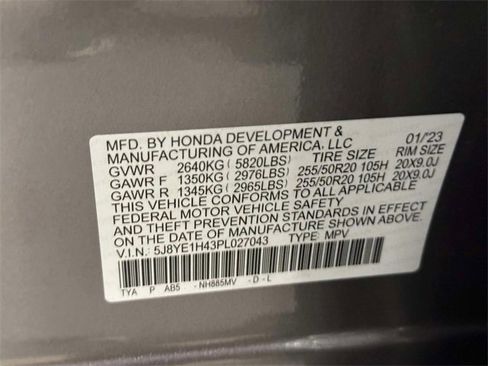 MFD. BY HONDA DEVELOPMENT & 01/23
MANUFACTURING OF AMERICA, LLC
GVWR 2640KG ( 5820LBS) TIRE SIZE RIM SIZE
GAWR F 1350KG ( 2976LBS) 255/50R20 105H 20X9.0J
GAWR R 1345KG ( 2965LBS) 255/50R20 105H 20X9.0J
THIS VEHICLE CONFORMS TO ALL APPLICABLE
FEDERAL MOTOR VEHICLE SAFETY
AND THEFT PREVENTION STANDARDS IN EFFECT
ON THE DATE OF MANUFACTURE SHOWN ABOVE.
V.I.N: 5J8YE1H43PL027043 TYPE: MPV
TYA P AB5 - NH885MV - D - L